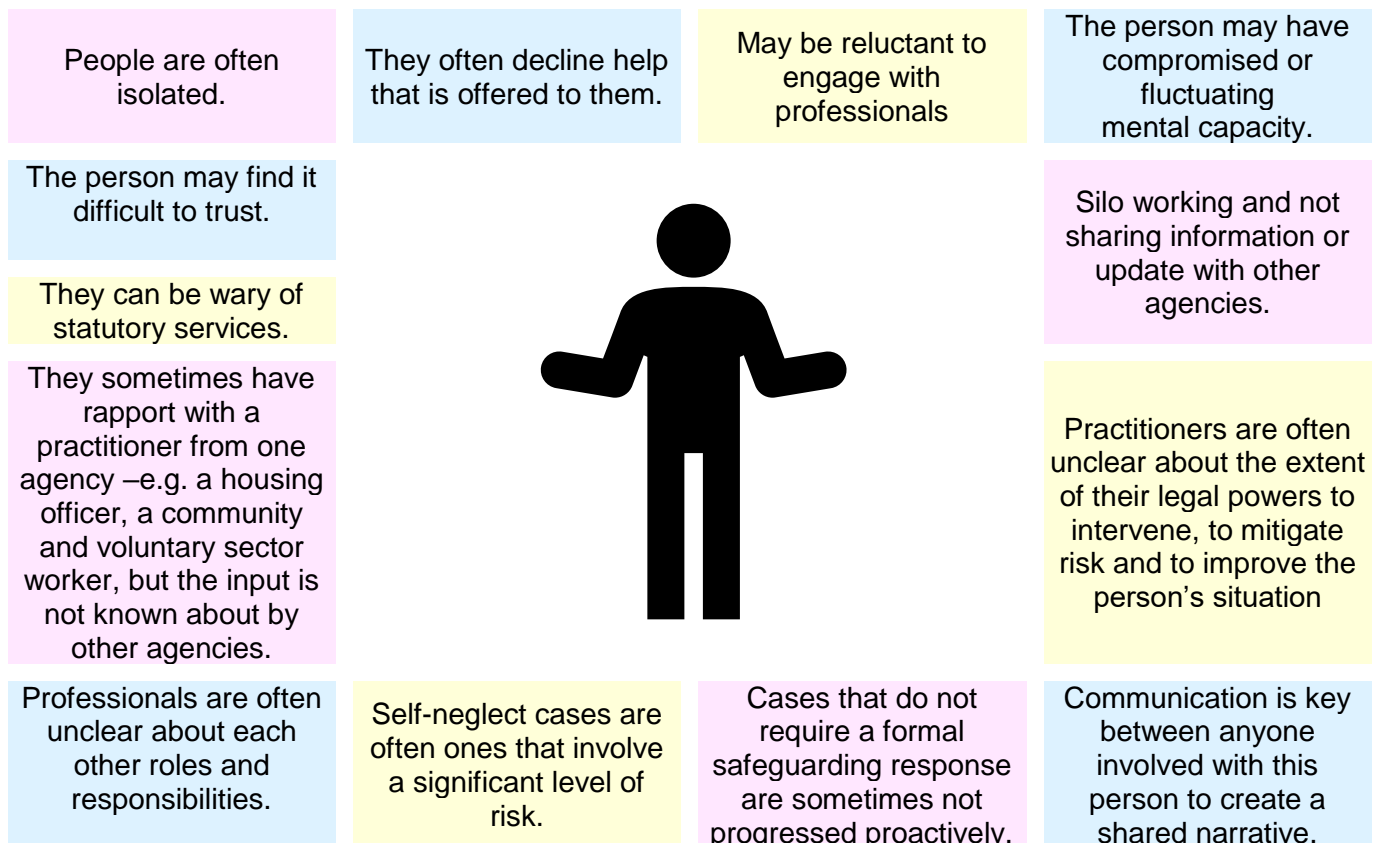 People are often
isolated.
They often decline help
that is offered to them.
May be reluctant to
engage with
professionals
The person may have
compromised or
fluctuating
mental capacity.
The person may find it
difficult to trust.
Silo working and not
sharing information or
update with other
agencies.
They can be wary of
statutory services.
They sometimes have
rapport with a
practitioner from one
agency –e.g. a housing
officer, a community
and voluntary sector
worker, but the input is
not known about by
other agencies.
Practitioners are often
unclear about the extent
of their legal powers to
intervene, to mitigate
risk and to improve the
person’s situation
Professionals are often
unclear about each
other roles and
responsibilities.
Self-neglect cases are
often ones that involve
a significant level of
risk.
Cases that do not
require a formal
safeguarding response
are sometimes not
progressed proactively.
Communication is key
between anyone
involved with this
person to create a
shared narrative.